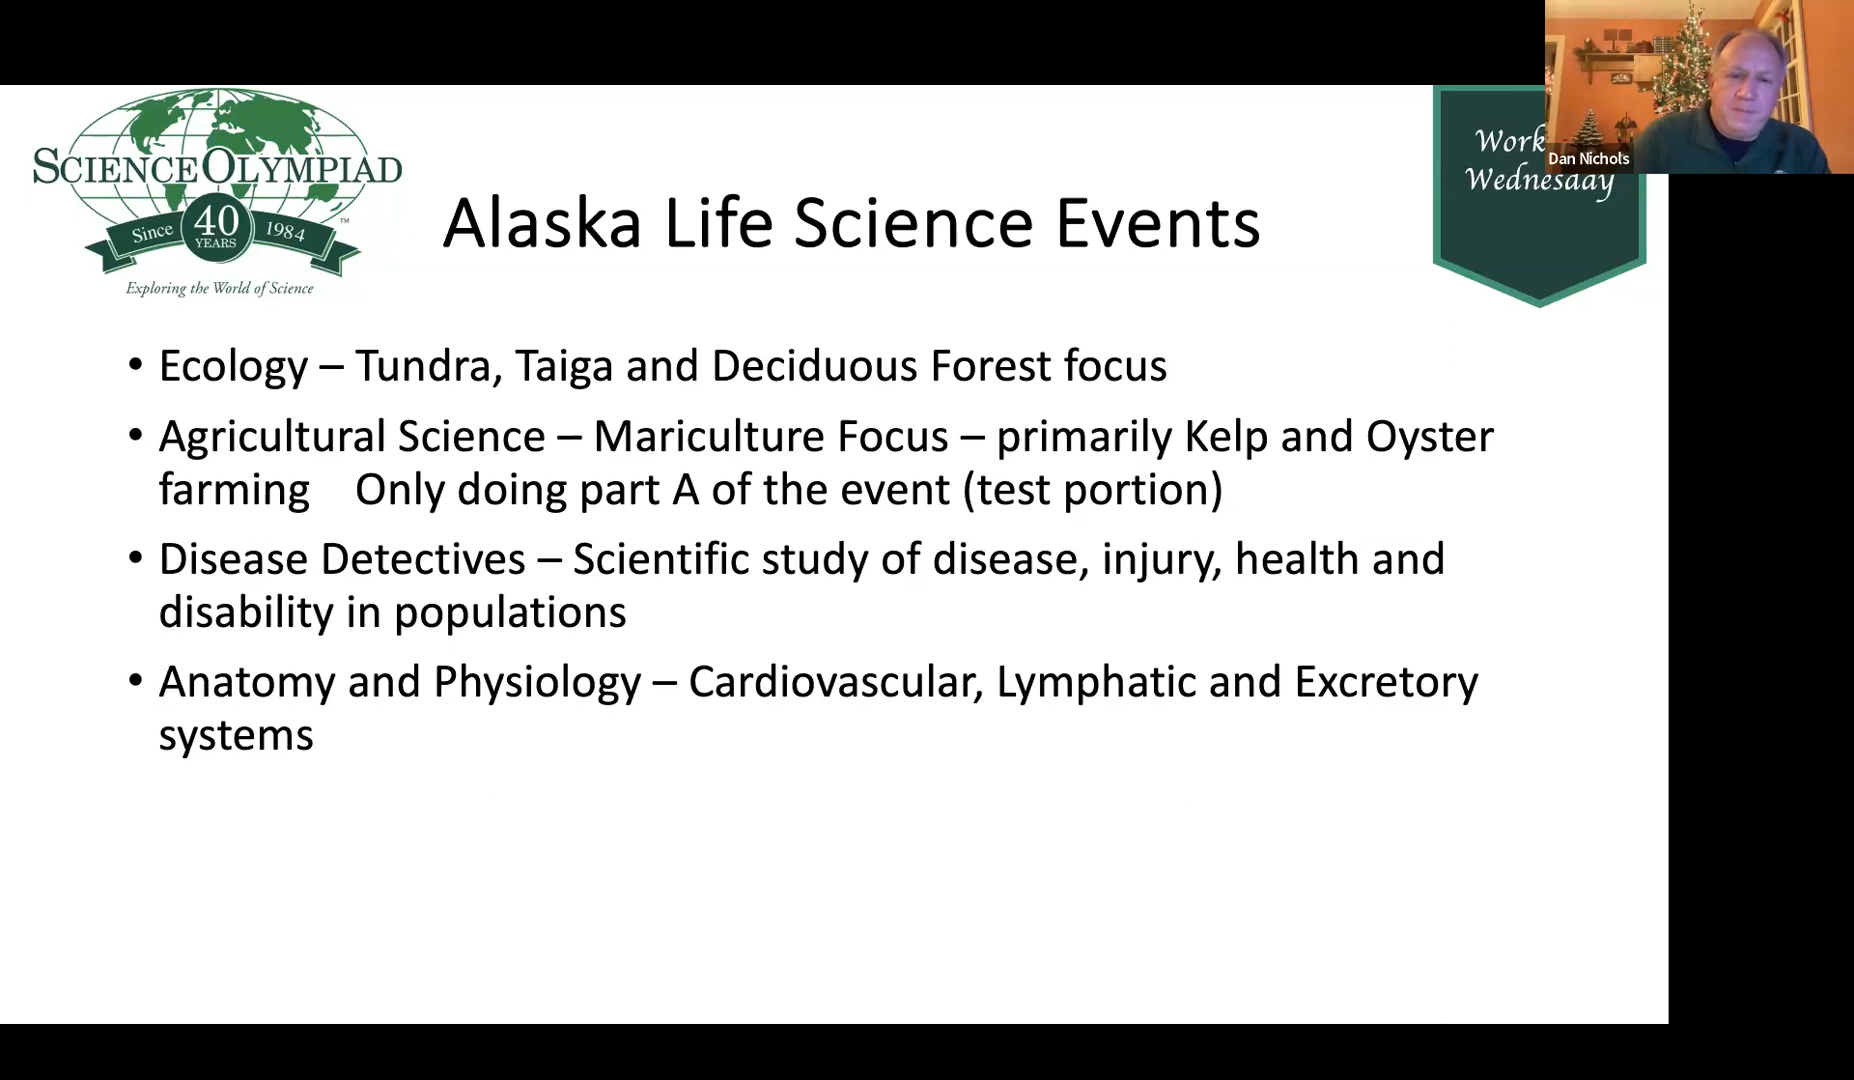 SCIENCE OLYMPIAD
Since 40 YEARS 1984
™
Exploring the World of Science
Alaska Life Science Events
Wednesday
Dan Nichols
• Ecology – Tundra, Taiga and Deciduous Forest focus
• Agricultural Science – Mariculture Focus – primarily Kelp and Oyster
farming Only doing part A of the event (test portion)
• Disease Detectives – Scientific study of disease, injury, health and
disability in populations
• Anatomy and Physiology – Cardiovascular, Lymphatic and Excretory
systems